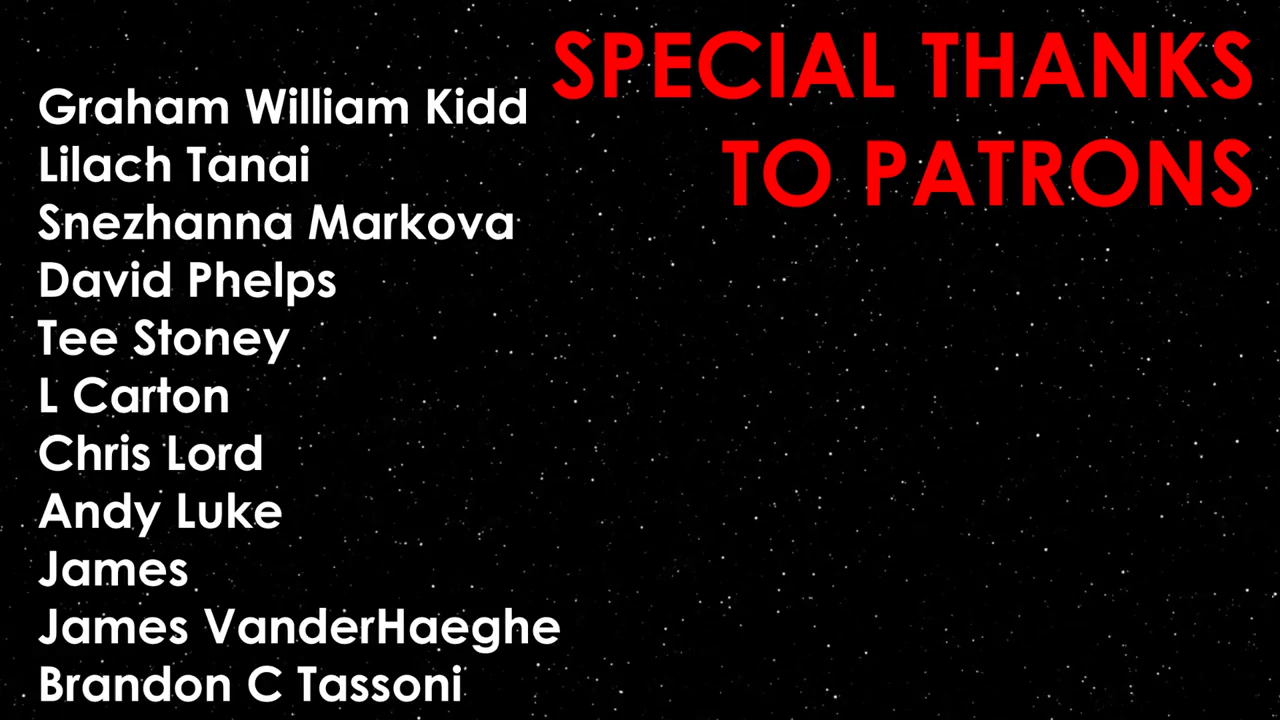 SPECIAL THANKS
TO PATRONS
Graham William Kidd
Lilach Tanai
Snezhanna Markova
David Phelps
Tee Stoney
L Carton
Chris Lord
Andy Luke
James
James VanderHaeghe
Brandon C Tassoni